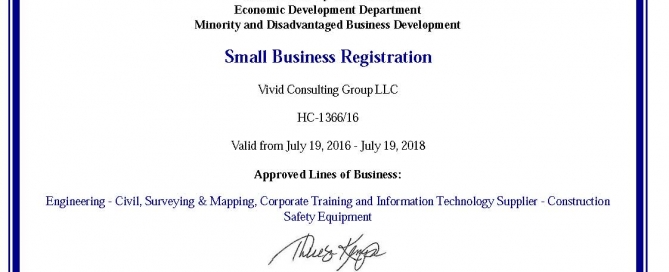 Economic Development Department
Minority and Disadvantaged Business Development
Small Business Registration
Vivid Consulting Group LLC
HC-1366/16
Valid from July 19, 2016 - July 19, 2018
Approved Lines of Business:
Engineering - Civil, Surveying & Mapping, Corporate Training and Information Technology Supplier - Construction
Safety Equipment